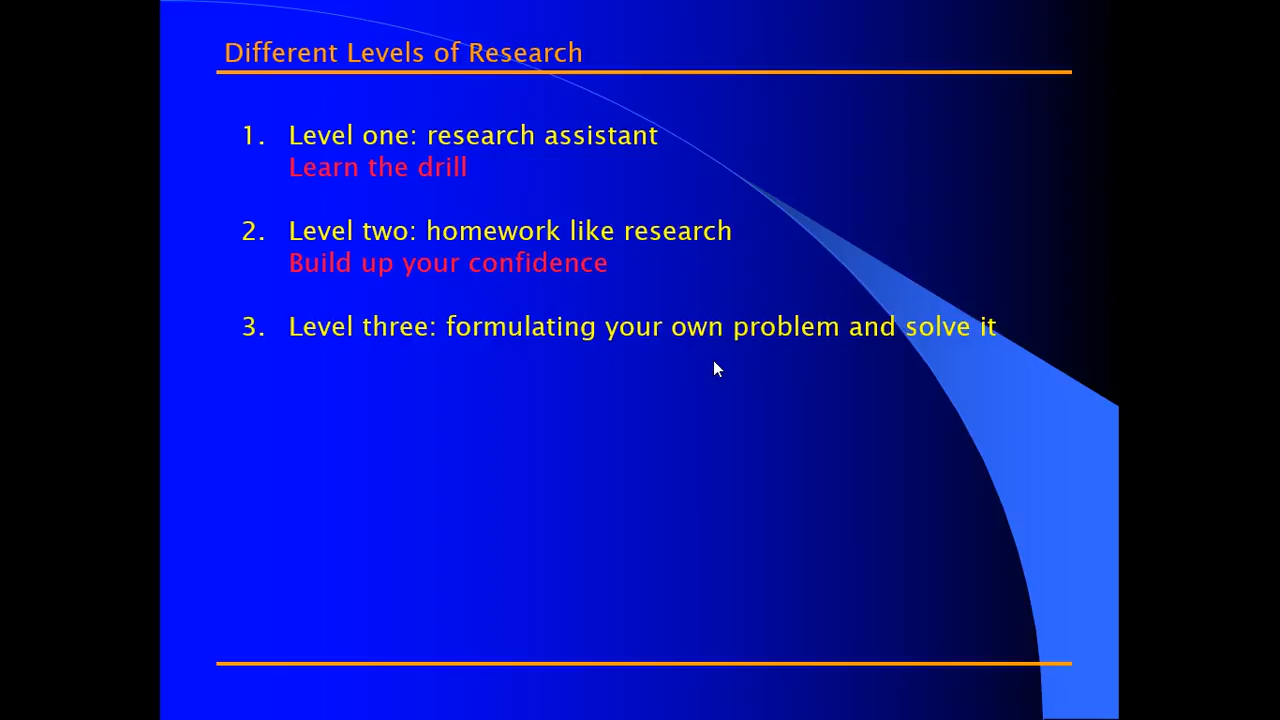 Different Levels of Research
1. Level one: research assistant
Learn the drill
2. Level two: homework like research
Build up your confidence
3. Level three: formulating your own problem and solve it